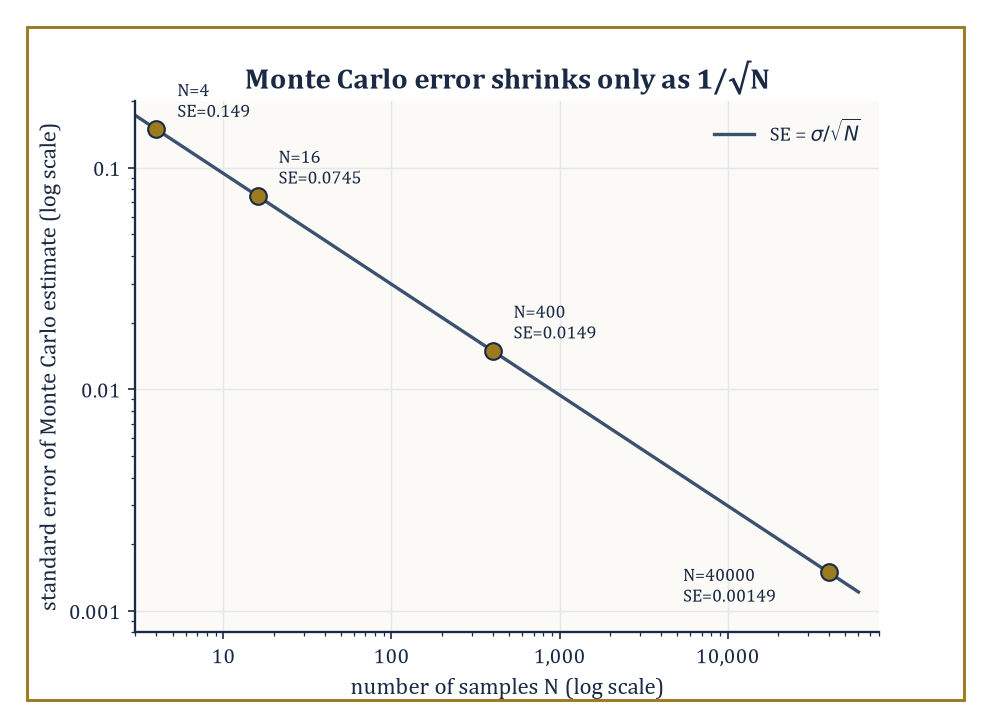 Monte Carlo error shrinks only as 1/√N
N=4
SE=0.149
SE = σ/√N
N=16
SE=0.0745
N=400
SE=0.0149
N=40000
SE=0.00149
standard error of Monte Carlo estimate (log scale)
0.1
0.01
0.001
10
100
1,000
10,000
number of samples N (log scale)